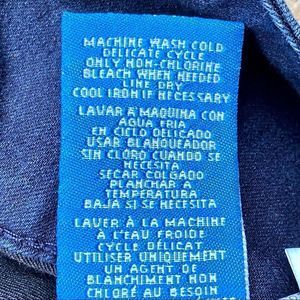 MACHINE WASH COLD
DELICATE CYCLE
ONLY NON-CHLORINE
BLEACH WHEN NEEDED
LINE DRY
COOL IRON IF NECESSARY
LAVAR A MAQUINA CON
AGUA FRIA
EN CICLO DELICADO
USAR BLANQUEADOR
SIN CLORO CUANDO SE
NECESITA
SECAR COLGADO
PLANCHAR A
TEMPERATURA
BAJA SI SE NECESITA
LAVER À LA MACHINE
À L'EAU FROIDE
CYCLE DÉLICAT
UTILISER UNIQUEMENT
UN AGENT DE
BLANCHIMENT NON
CHLORÉ AU BESOIN